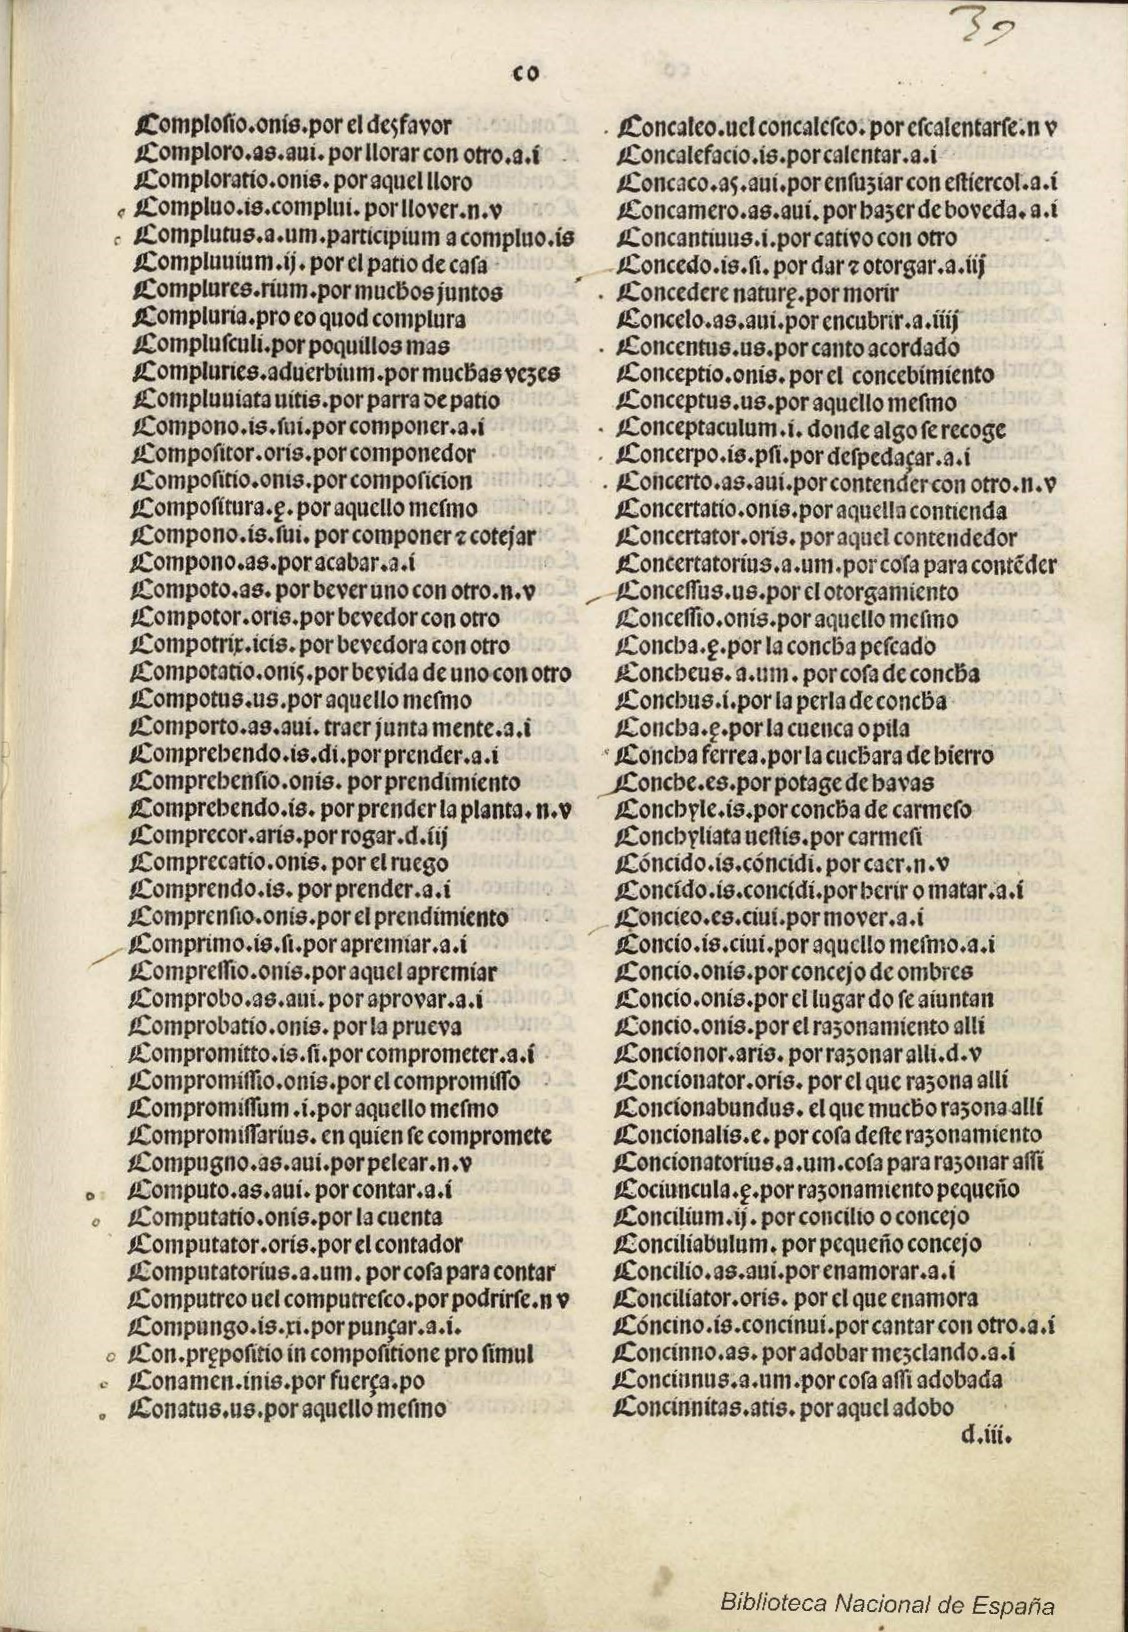 39
co
Complosio.onis.por el deςfavor
Comploro.as.aui.por llorar con otro.a.i
Comploratio.onis.por aquel lloro
Compluo.is.complui.por llover.n.v
Complutus.a.um.participium a compluo.is
Compluuium.ij.por el patio de casa
Complures.rium.por muchos juntos
Compluria.pro eo quod complura
Complusculi.por poquillos mas
Compluries.aduerbium.por muchas vezes
Compluuiata uitis.por parra de patio
Compono.is.sui.por componer.a.i
Compositor.oris.por componedor
Compositio.onis.por composicion
Compositura.ę.por aquello mesmo
Compono.is.sui.por componer ⁊ cotejar
Compono.as.por acabar.a.i
Compoto.as.por bever uno con otro.n.v
Compotor.oris.por bevedor con otro
Compotrix.icis.por bevedora con otro
Compotatio.oniς.por bevida de uno con otro
Compotus.us.por aquello mesmo
Comporto.as.aui.traer junta mente.a.i
Comprehendo.is.di.por prender.a.i
Comprehensio.onis.por prendimiento
Comprehendo.is.por prender la planta.n.v
Comprecor.aris.por rogar.d.iij
Comprecatio.onis.por el ruego
Comprendo.is.por prender.a.i
Comprensio.onis.por el prendimiento
Comprimo.is.si.por apremiar.a.i
Compressio.onis.por aquel apremiar
Comprobo.as.aui.por aprovar.a.i
Comprobatio.onis.por la prueva
Compromitto.is.si.por comprometer.a.i
Compromissio.onis.por el compromisso
Compromissum.i.por aquello mesmo
Compromissarius.en quien se compromete
Compugno.as.aui.por pelear.n.v
Computo.as.aui.por contar.a.i
Computatio.onis.por la cuenta
Computator.oris.por el contador
Computatorius.a.um.por cosa para contar
Computreo uel computresco.por podrirse.n v
Compungo.is.xi.por punçar.a.i.
Con.prępositio in compositione pro simul
Conamen.inis.por fuerça.po
Conatus.us.por aquello mesmo
Concaleo.uel concalesco.por escalentarse.n v
Concalefacio.is.por calentar.a.i
Concaco.aς.aui.por ensuziar con estiercol.a.i
Concamero.as.aui.por hazer de boveda.a.i
Concantiuus.i.por cativo con otro
Concedo.is.si.por dar ⁊ otorgar.a.iij
Concedere naturę.por morir
Concelo.as.aui.por encubrir.a.iiij
Concentus.us.por canto acordado
Conceptio.onis.por el concebimiento
Conceptus.us.por aquello mesmo
Conceptaculum.i.donde algo se recoge
Concerpo.is.psi.por despedaçar.a.i
Concerto.as.aui.por contender con otro.n.v
Concertatio.onis.por aquella contienda
Concertator.oris.por aquel contendedor
Concertatorius.a.um.por cosa para contẽder
Concessus.us.por el otorgamiento
Concessio.onis.por aquello mesmo
Concha.ę.por la concha pescado
Concheus.a.um.por cosa de concha
Conchus.i.por la perla de concha
Concha.ę.por la cuenca o pila
Concha ferrea.por la cuchara de hierro
Conche.es.por potage de havas
Conchyle.is.por concha de carmeso
Conchyliata uestis.por carmesi
Cóncido.is.cóncidi.por caer.n.v
Concído.is.concídi.por herir o matar.a.i
Concieo.es.ciui.por mover.a.i
Concio.is.ciui.por aquello mesmo.a.i
Concio.onis.por concejo de ombres
Concio.onis.por el lugar do se aiuntan
Concio.onis.por el razonamiento alli
Concionor.aris.por razonar alli.d.v
Concionator.oris.por el que razona alli
Concionabundus.el que mucho razona alli
Concionalis.e.por cosa deste razonamiento
Concionatorius.a.um.cosa para razonar assi
Cociuncula.ę.por razonamiento pequeño
Concilium.ij.por concilio o concejo
Conciliabulum.por pequeño concejo
Concilio.as.aui.por enamorar.a.i
Conciliator.oris.por el que enamora
Cóncino.is.concinui.por cantar con otro.a.i
Concinno.as.por adobar mezclando.a.i
Concinnus.a.um.por cosa assi adobada
Concinnitas.atis.por aquel adobo
d.iii.
Biblioteca Nacional de España